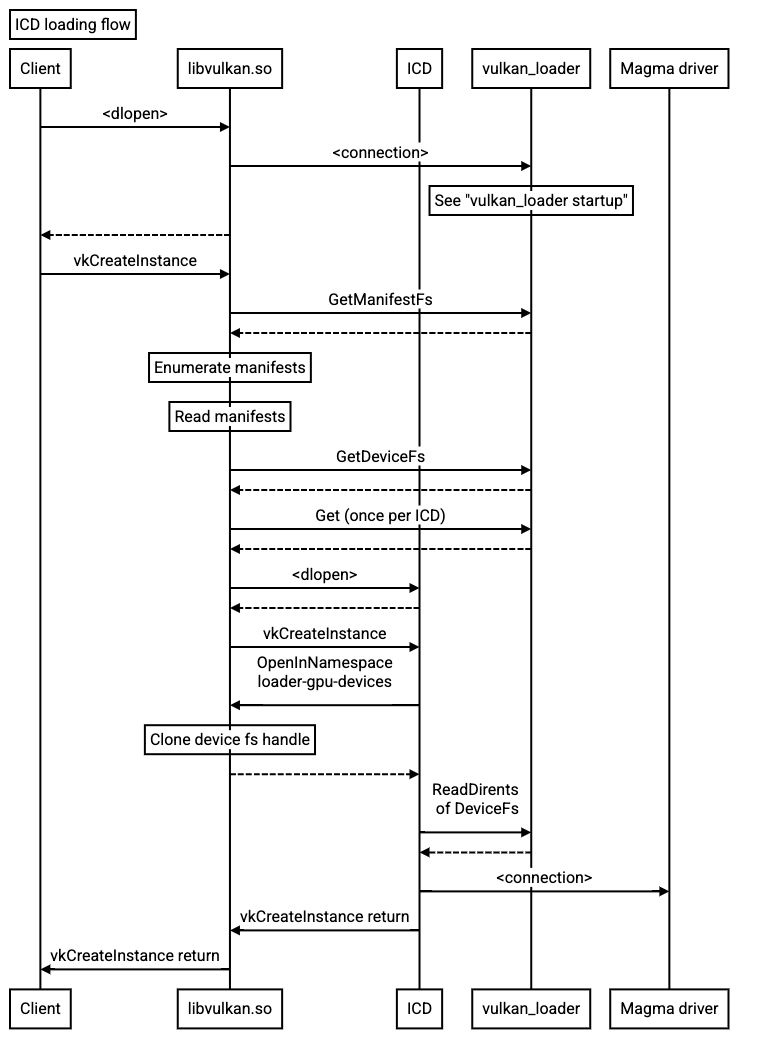 ICD loading flow
Client
libvulkan.so
ICD
vulkan_loader
Magma driver
<dlopen>
<connection>
See "vulkan_loader startup"
vkCreateInstance
GetManifestFs
Enumerate manifests
Read manifests
GetDeviceFs
Get (once per ICD)
<dlopen>
vkCreateInstance
OpenInNamespace
loader-gpu-devices
Clone device fs handle
ReadDirents
of DeviceFs
<connection>
vkCreateInstance return
vkCreateInstance return
Client
libvulkan.so
ICD
vulkan_loader
Magma driver